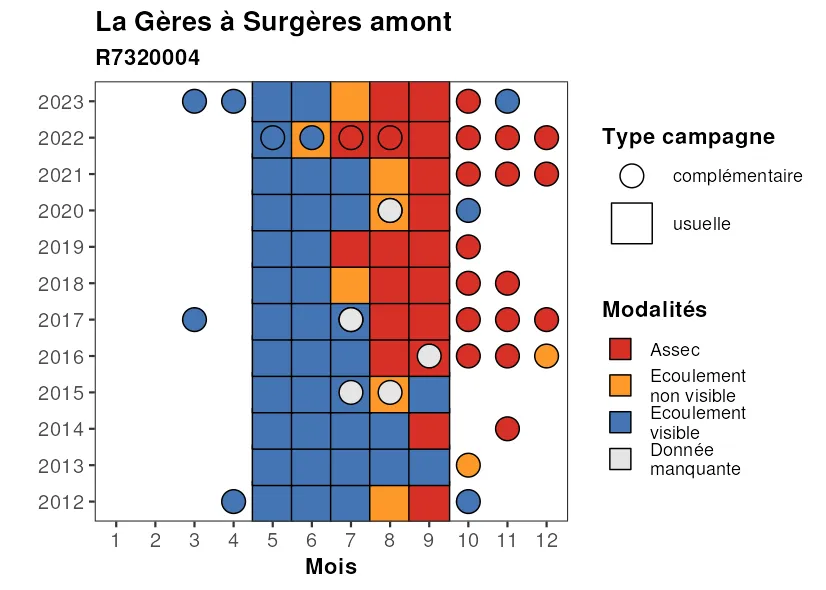 La Gères à Surgères amont
R7320004
2023
2022
2021
2020
2019
2018
2017
2016
2015
2014
2013
2012
1 2 3 4 5 6 7 8 9 10 11 12
Mois
Type campagne
complémentaire
usuelle
Modalités
Assec
Ecoulement
non visible
Ecoulement
visible
Donnée
manquante